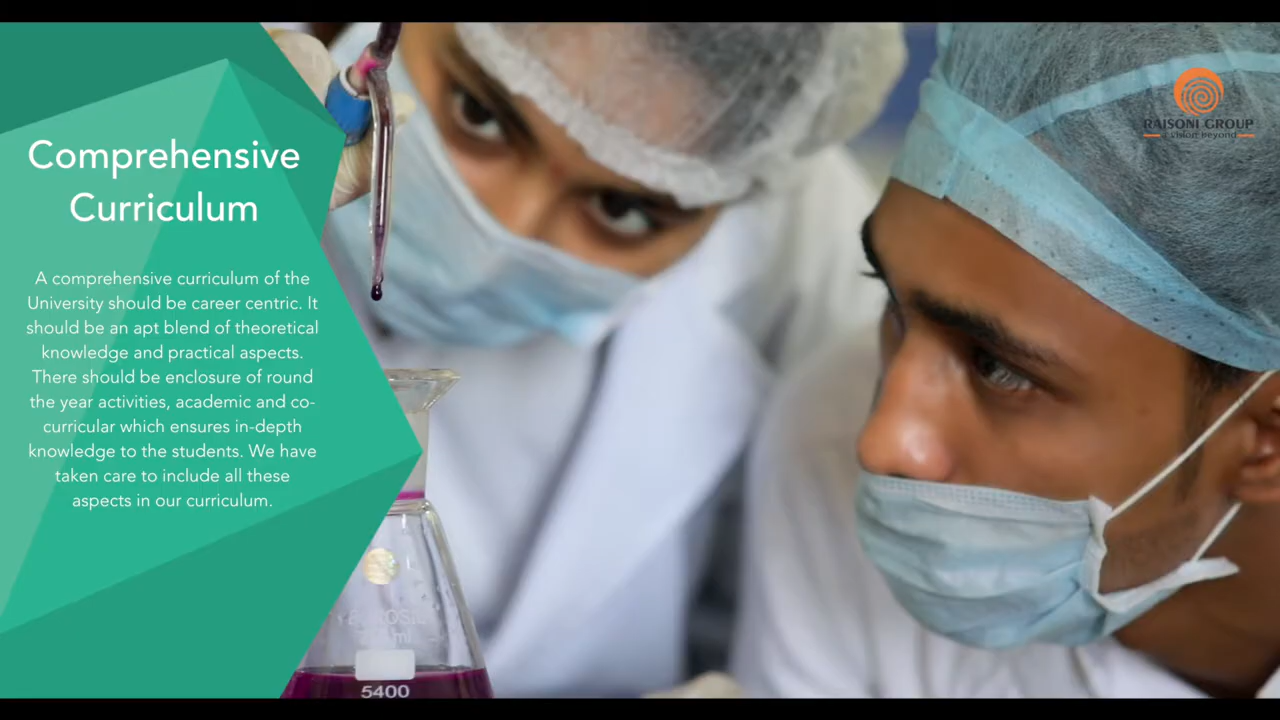 Comprehensive
Curriculum
A comprehensive curriculum of the
University should be career centric. It
should be an apt blend of theoretical
knowledge and practical aspects.
There should be enclosure of round
the year activities, academic and co-
curricular which ensures in-depth
knowledge to the students. We have
taken care to include all these
aspects in our curriculum.
RAISONI GROUP
a vision beyond
ml
5400